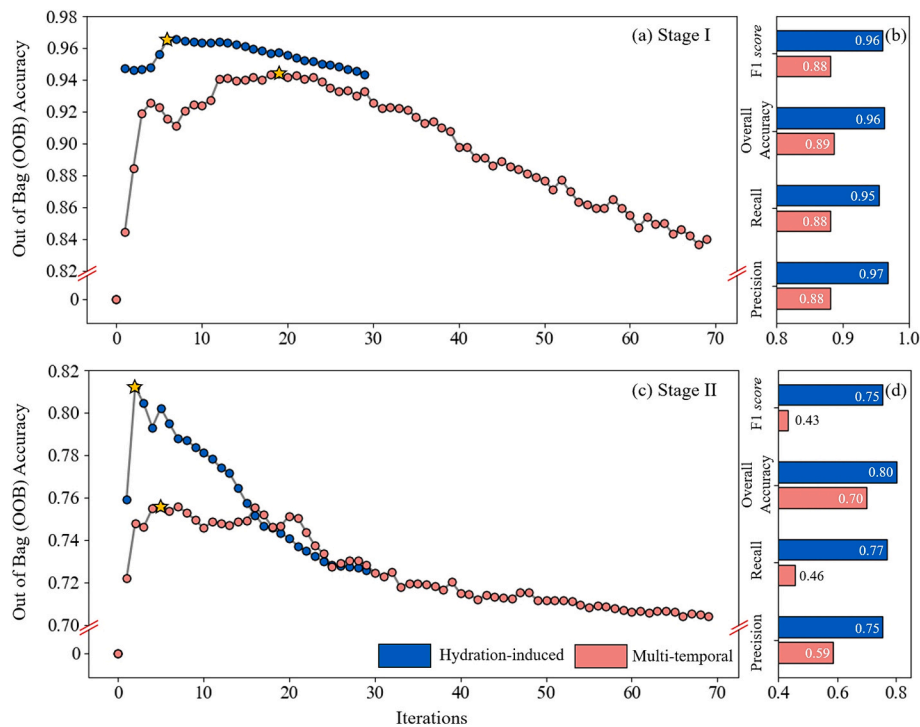 0.98
0.96
0.94
0.92
0.90
0.88
0.86
0.84
0.82
0
Out of Bag (OOB) Accuracy
(a) Stage I
0 10 20 30 40 50 60 70
(b)
F1 score
0.96
0.88
Overall
Accuracy
0.96
0.89
Recall
0.95
0.88
Precision
0.97
0.88
0.8 0.9 1.0
0.82
0.80
0.78
0.76
0.74
0.72
0.70
0
Out of Bag (OOB) Accuracy
(c) Stage II
Hydration-induced
Multi-temporal
0 10 20 30 40 50 60 70
Iterations
(d)
F1 score
0.75
0.43
Overall
Accuracy
0.80
0.70
Recall
0.77
0.46
Precision
0.75
0.59
0.4 0.6 0.8